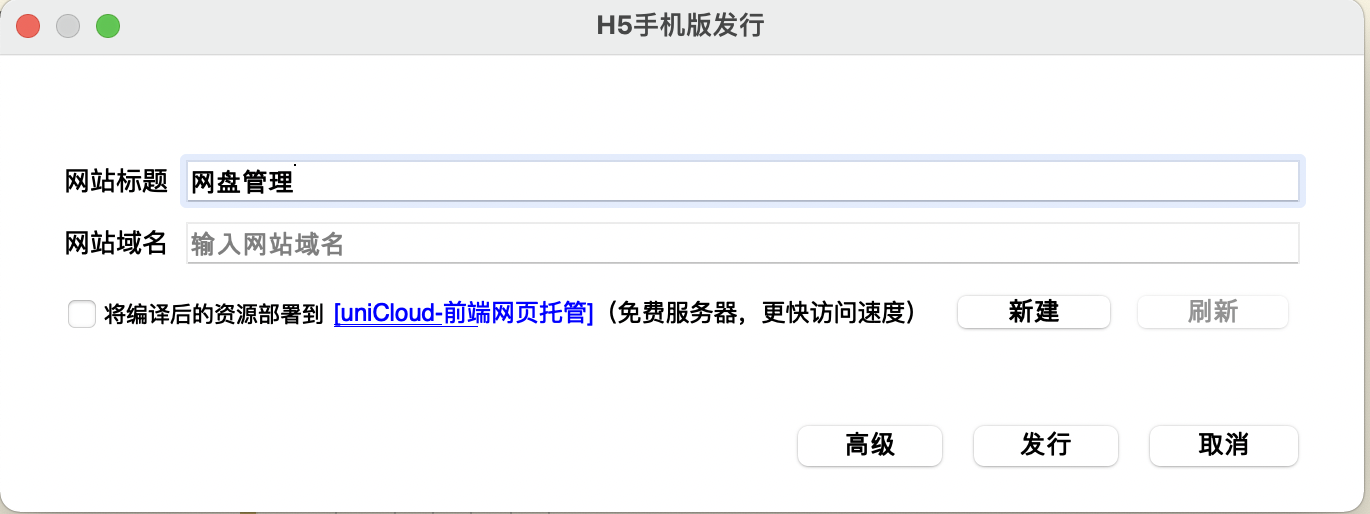 H5手机版发行
网站标题 网盘管理
网站域名 输入网站域名
将编译后的资源部署到 [uniCloud-前端网页托管]（免费服务器，更快访问速度） 新建 刷新
高级 发行 取消